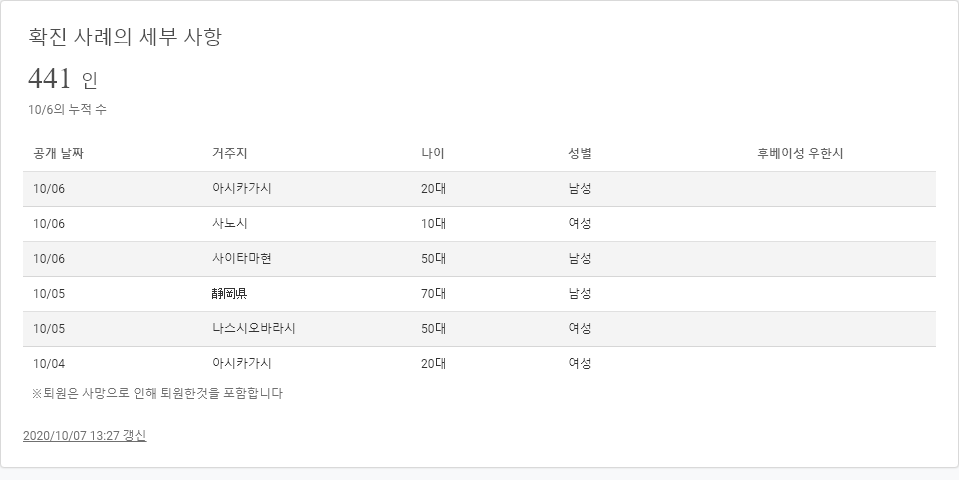 확진 사례의 세부 사항
441 인
10/6의 누적 수
공개 날짜 거주지 나이 성별 후베이성 우한시
10/06 아시카가시 20대 남성
10/06 사노시 10대 여성
10/06 사이타마현 50대 남성
10/05 静岡県 70대 남성
10/05 나스시오바라시 50대 여성
10/04 아시카가시 20대 여성
※퇴원은 사망으로 인해 퇴원한것을 포함합니다
2020/10/07 13:27 갱신